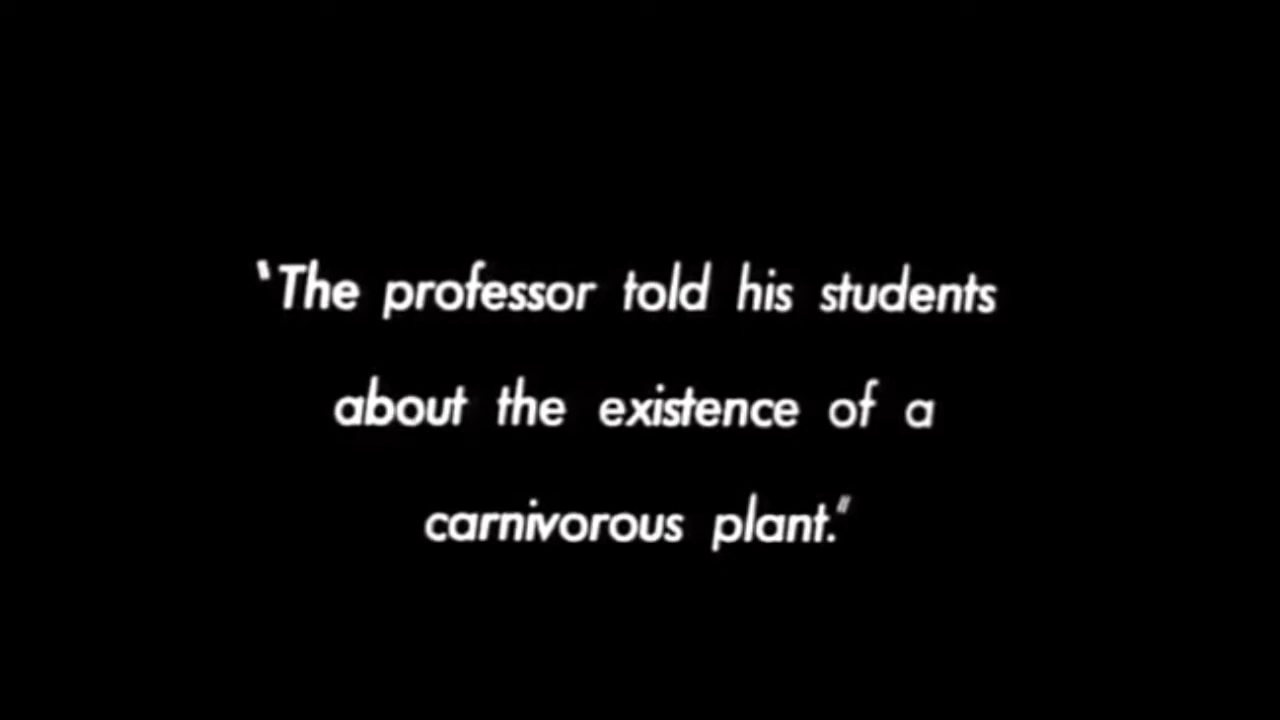 "The professor told his students
about the existence of a
carnivorous plant."